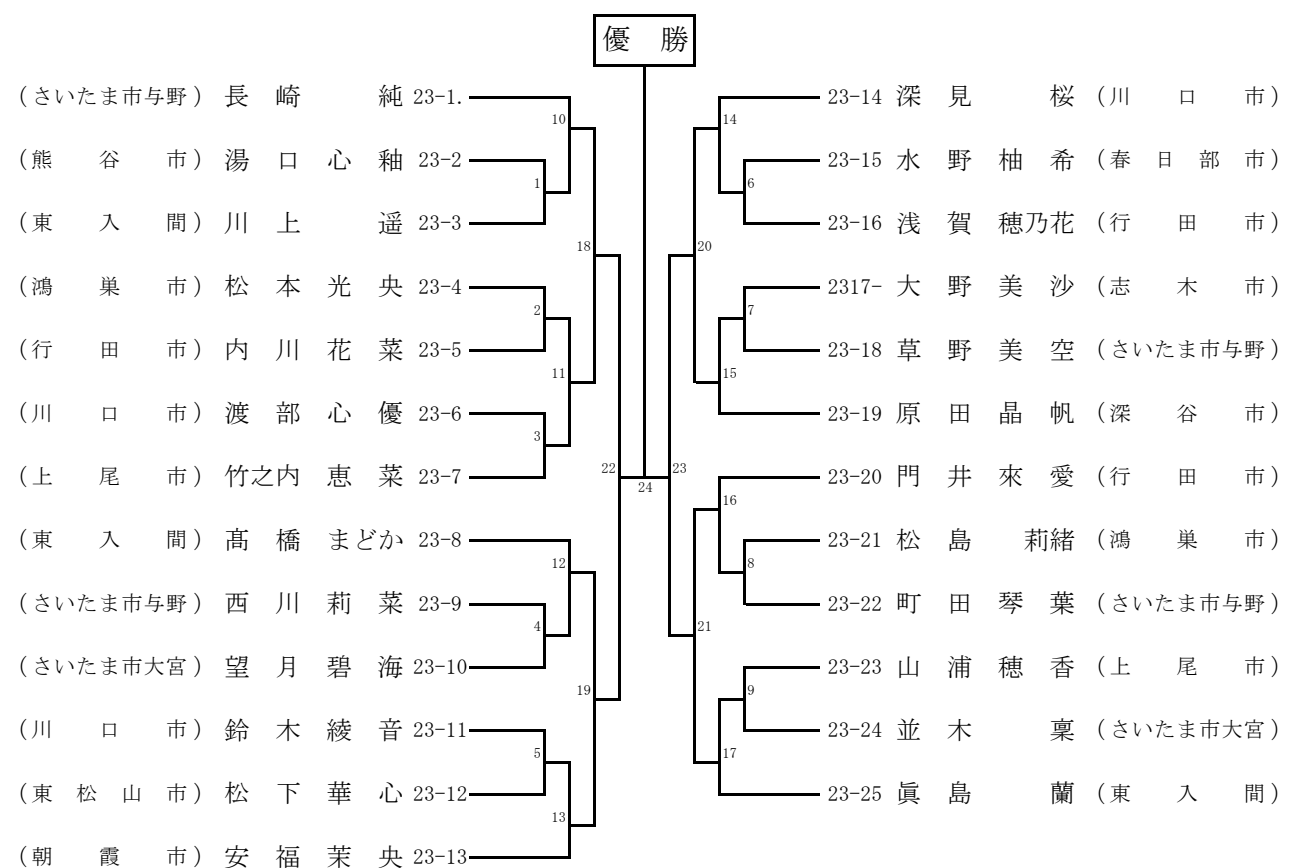 優 勝
(さいたま市与野) 長 崎 純 23-1.
10
(熊 谷 市) 湯 口 心 釉 23-2
1
(東 入 間) 川 上 遥 23-3
18
(鴻 巣 市) 松 本 光 央 23-4
2
(行 田 市) 内 川 花 菜 23-5
11
(川 口 市) 渡 部 心 優 23-6
3
(上 尾 市) 竹之内 恵 菜 23-7
22
(東 入 間) 髙 橋 まどか 23-8
12
(さいたま市与野) 西 川 莉 菜 23-9
4
(さいたま市大宮) 望 月 碧 海 23-10
19
(川 口 市) 鈴 木 綾 音 23-11
5
(東 松 山 市) 松 下 華 心 23-12
13
(朝 霞 市) 安 福 茉 央 23-13
24
23-14 深 見 桜 (川 口 市)
14
23-15 水 野 柚 希 (春 日 部 市)
6
23-16 浅 賀 穂乃花 (行 田 市)
20
2317- 大 野 美 沙 (志 木 市)
7
23-18 草 野 美 空 (さいたま市与野)
15
23-19 原 田 晶 帆 (深 谷 市)
23
23-20 門 井 來 愛 (行 田 市)
16
23-21 松 島 莉緒 (鴻 巣 市)
8
23-22 町 田 琴 葉 (さいたま市与野)
21
23-23 山 浦 穂 香 (上 尾 市)
9
23-24 並 木 稟 (さいたま市大宮)
17
23-25 眞 島 蘭 (東 入 間)